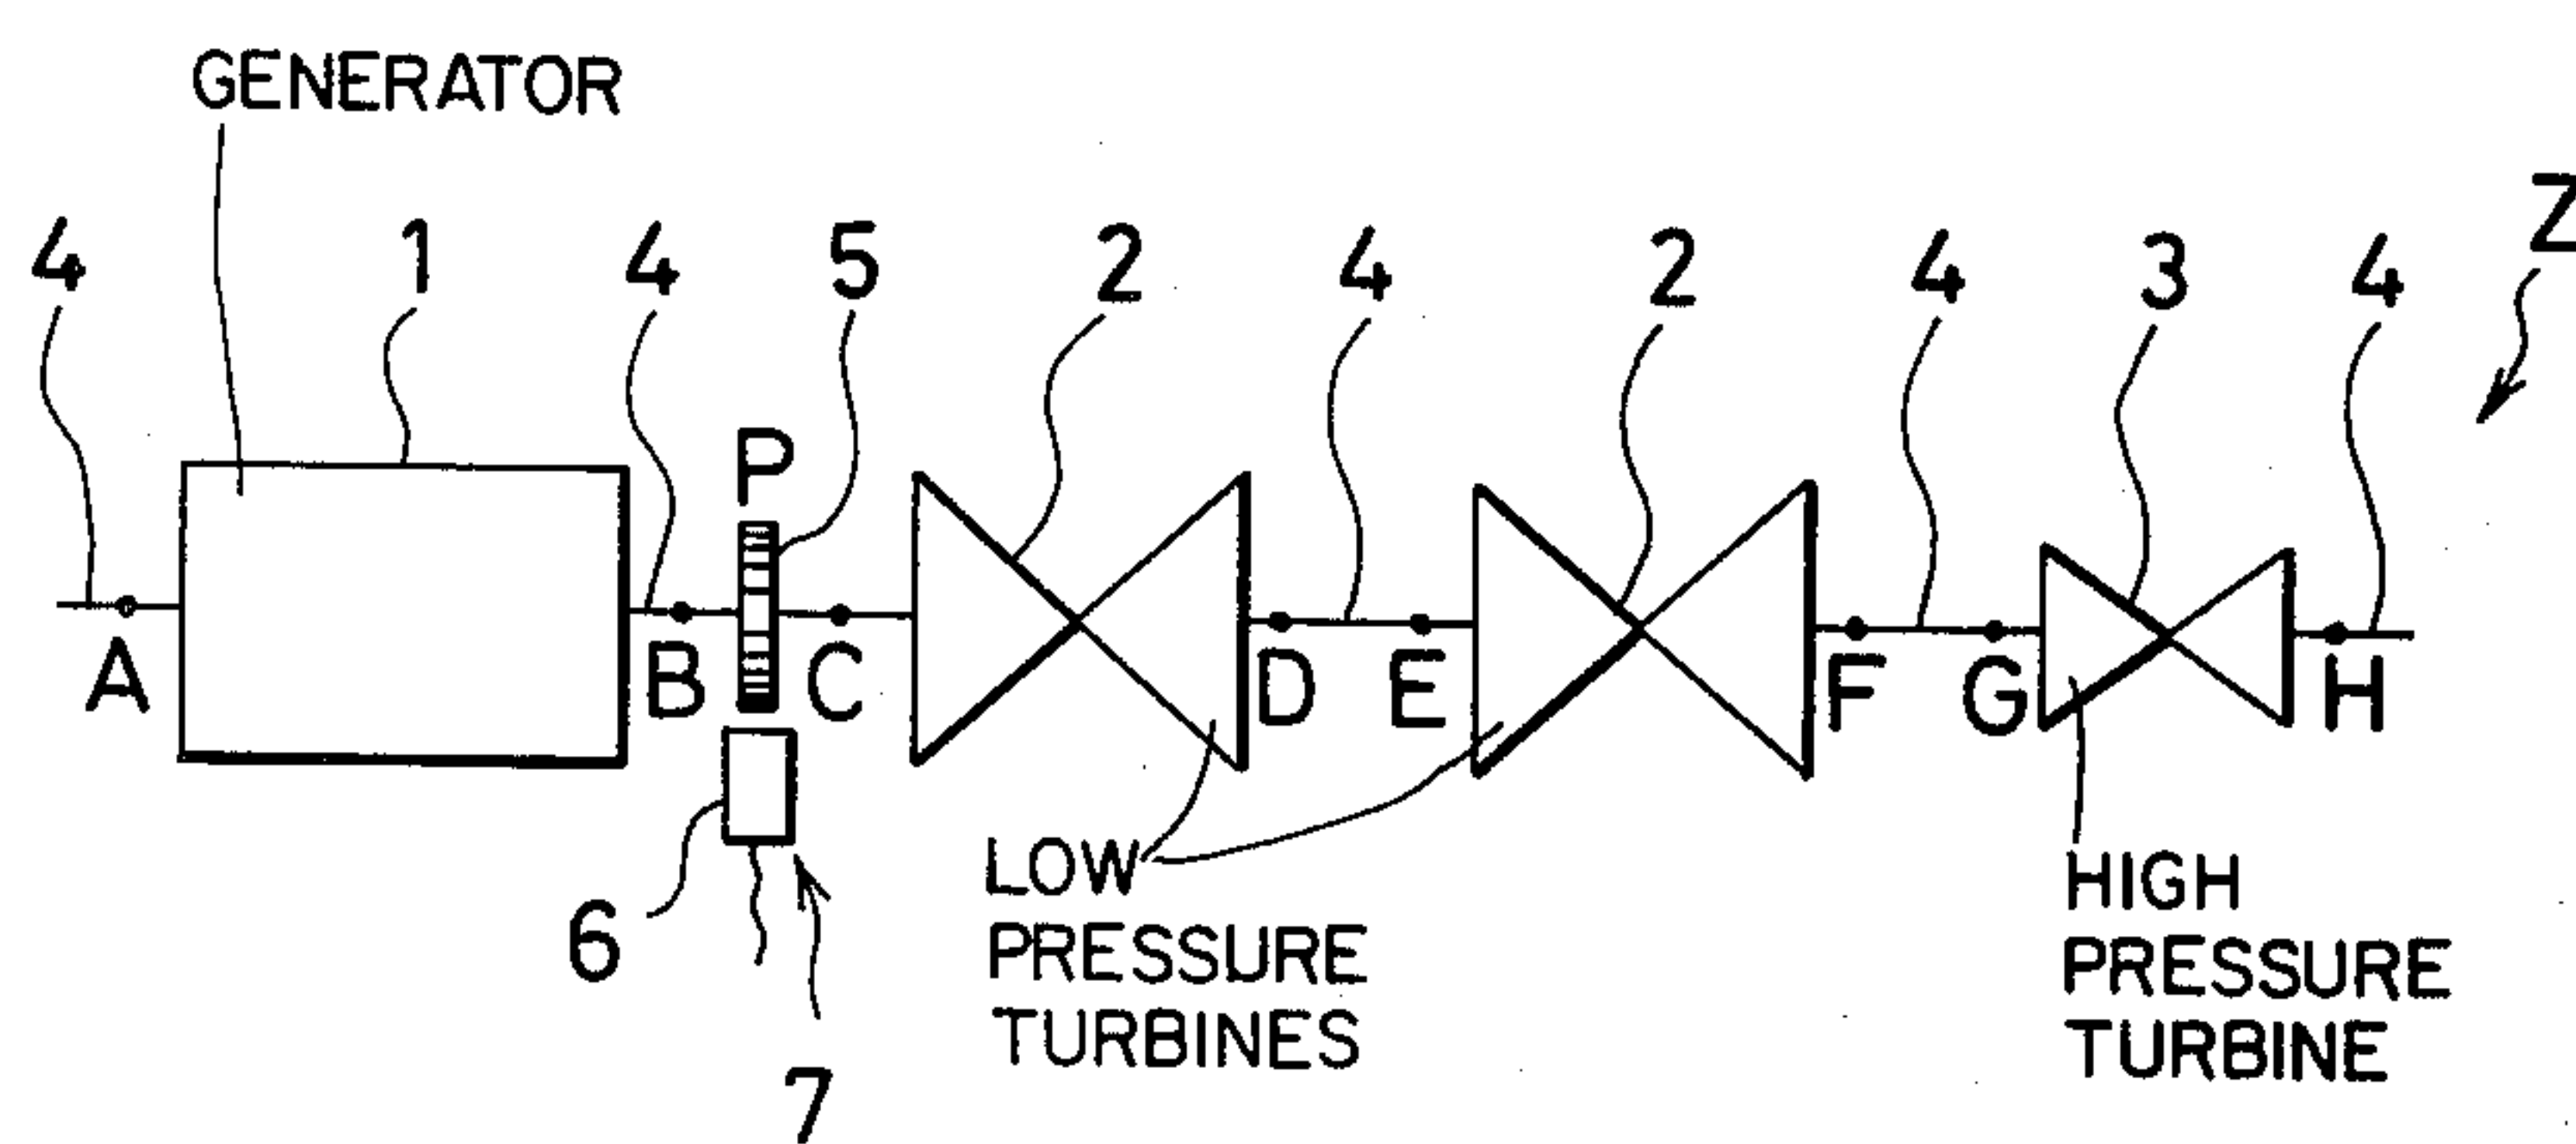 GENERATOR
4 1 4 5 2 4 2 4 3 4 Z
P
A B C D E F G H
6
7
LOW
PRESSURE
TURBINES
HIGH
PRESSURE
TURBINE